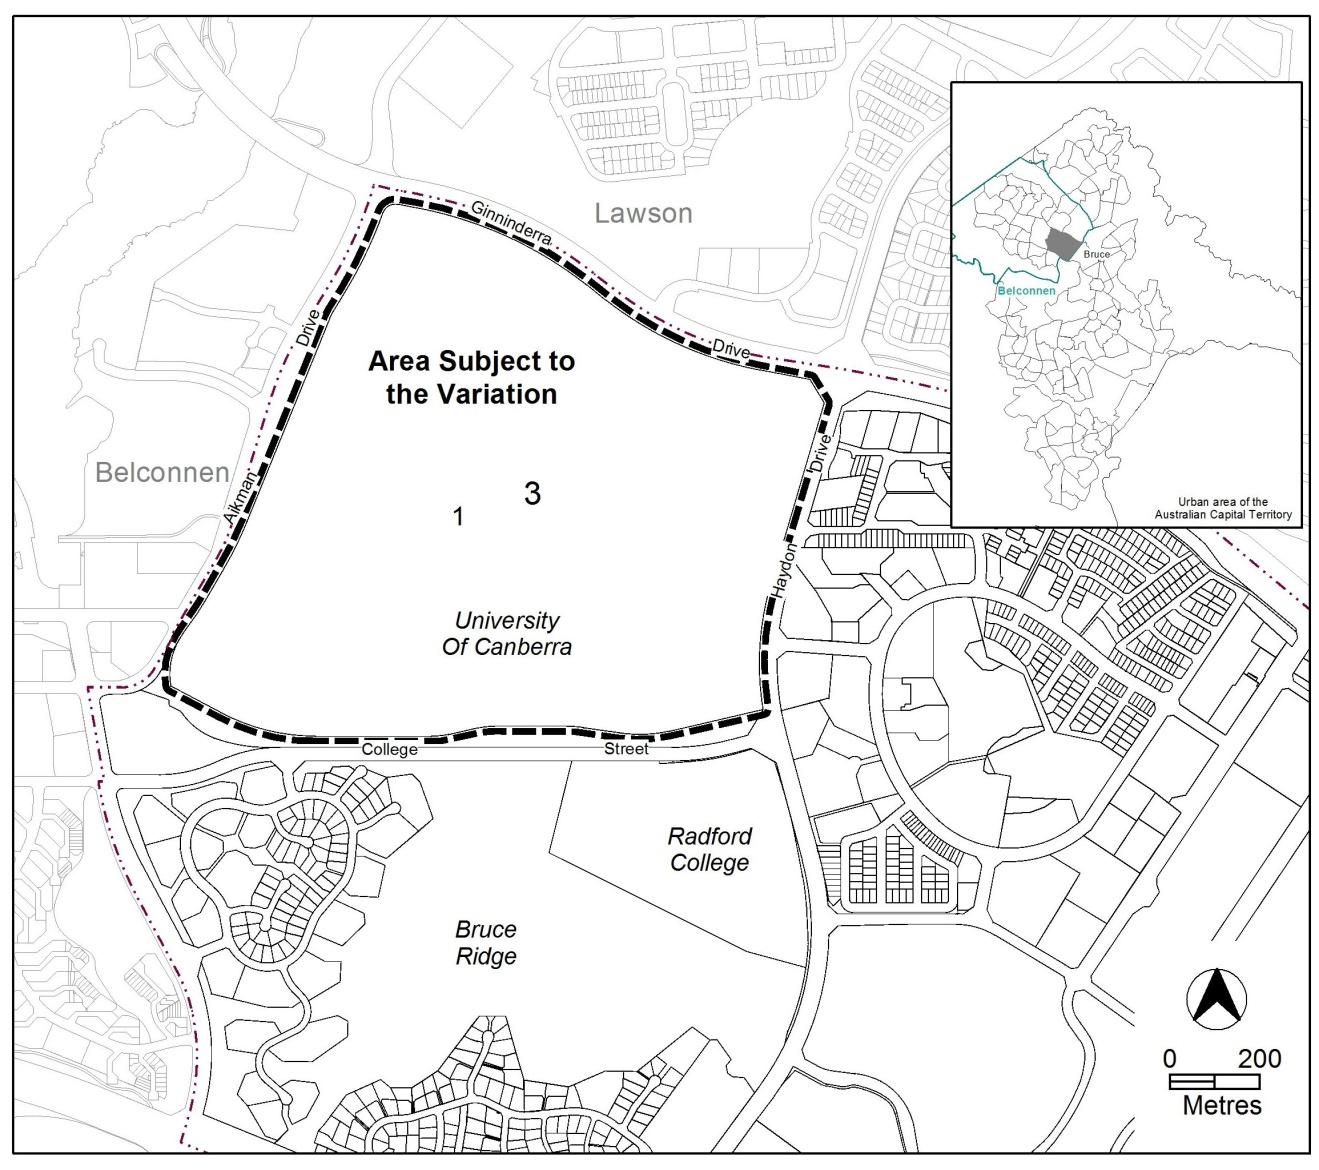 Ginninderra
Lawson
Drive
Drive
Area Subject to
the Variation
Belconnen
Aikman
3
1
Drive
Haydon
University
Of Canberra
College
Street
Radford
College
Bruce
Ridge
Bruce
Belconnen
Urban area of the
Australian Capital Territory
0 200
Metres